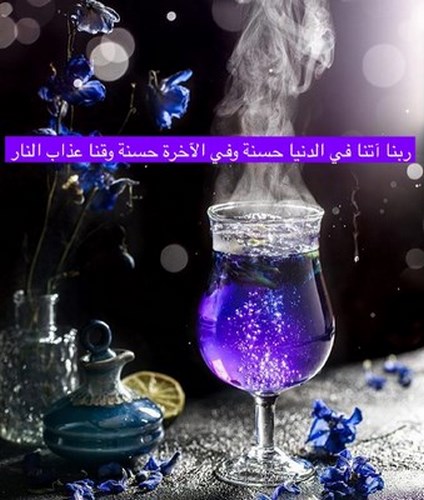 ربنا آتنا في الدنيا حسنة وفي الآخرة حسنة وقنا عذاب النار